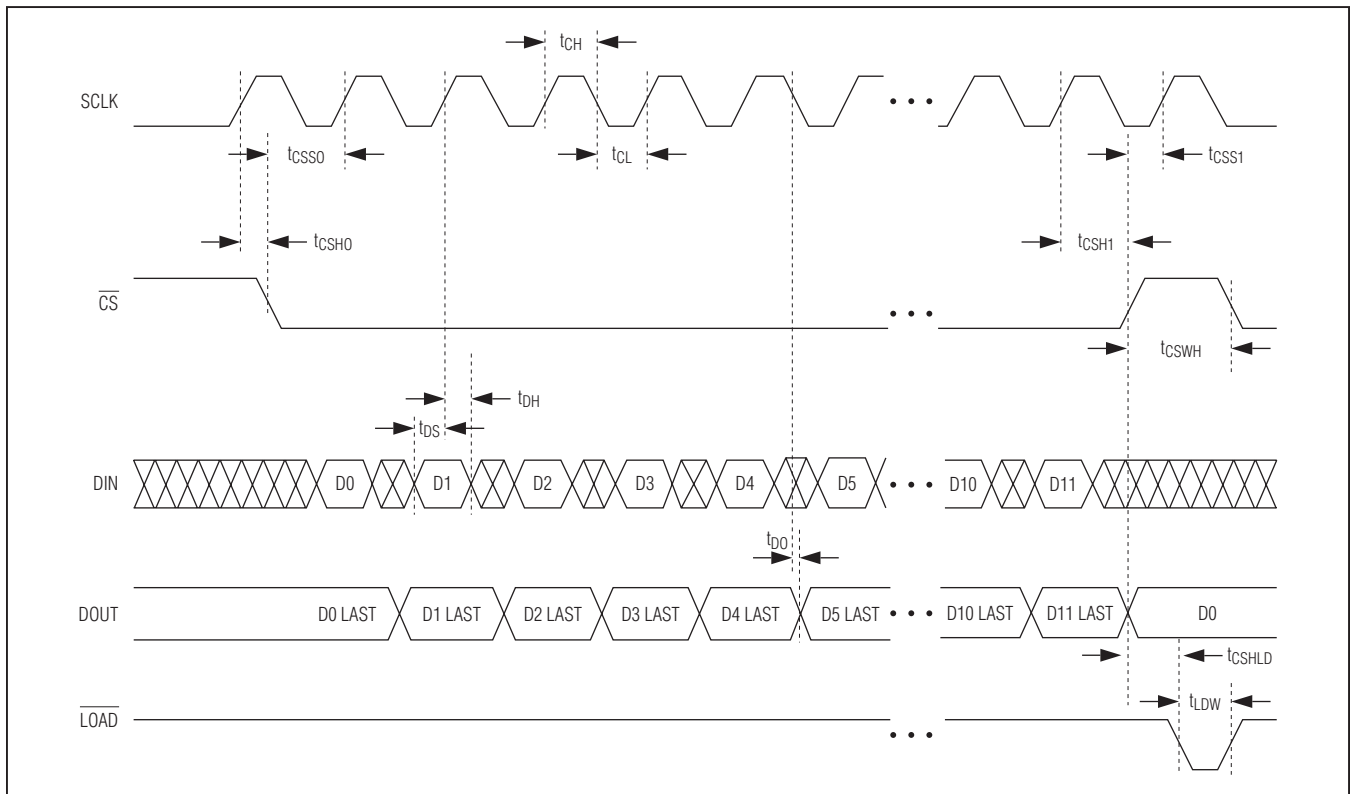 tCH
SCLK
tCSS0
tCL
tCSS1
tCSH0
tCSH1
CS
tCSWH
tDH
tDS
DIN
D0
D1
D2
D3
D4
D5
D10
D11
tDO
DOUT
D0 LAST
D1 LAST
D2 LAST
D3 LAST
D4 LAST
D5 LAST
D10 LAST
D11 LAST
D0
tCSHLD
tLDW
LOAD